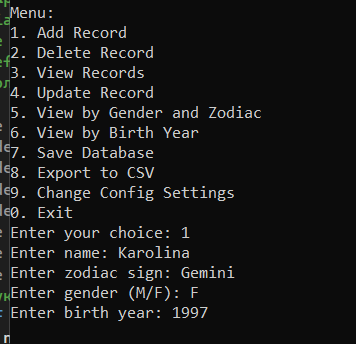 Menu:
1. Add Record
2. Delete Record
3. View Records
4. Update Record
5. View by Gender and Zodiac
6. View by Birth Year
7. Save Database
8. Export to CSV
9. Change Config Settings
0. Exit
Enter your choice: 1
Enter name: Karolina
Enter zodiac sign: Gemini
Enter gender (M/F): F
Enter birth year: 1997